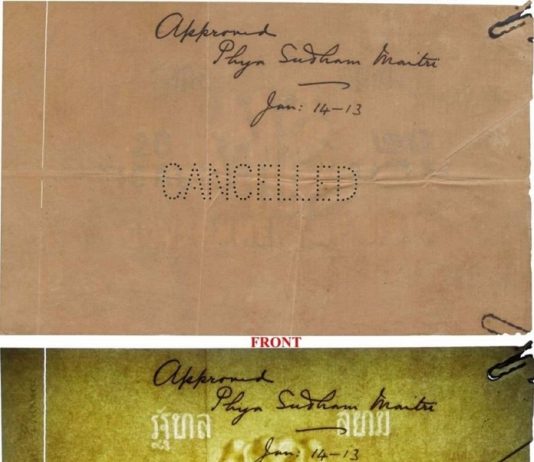 Approved
Phya Sudham Maitri
Jan: 14-13
CANCELLED
FRONT
Approved
Phya Sudham Maitri
รัฐบาล สยาม
Jan: 14-13